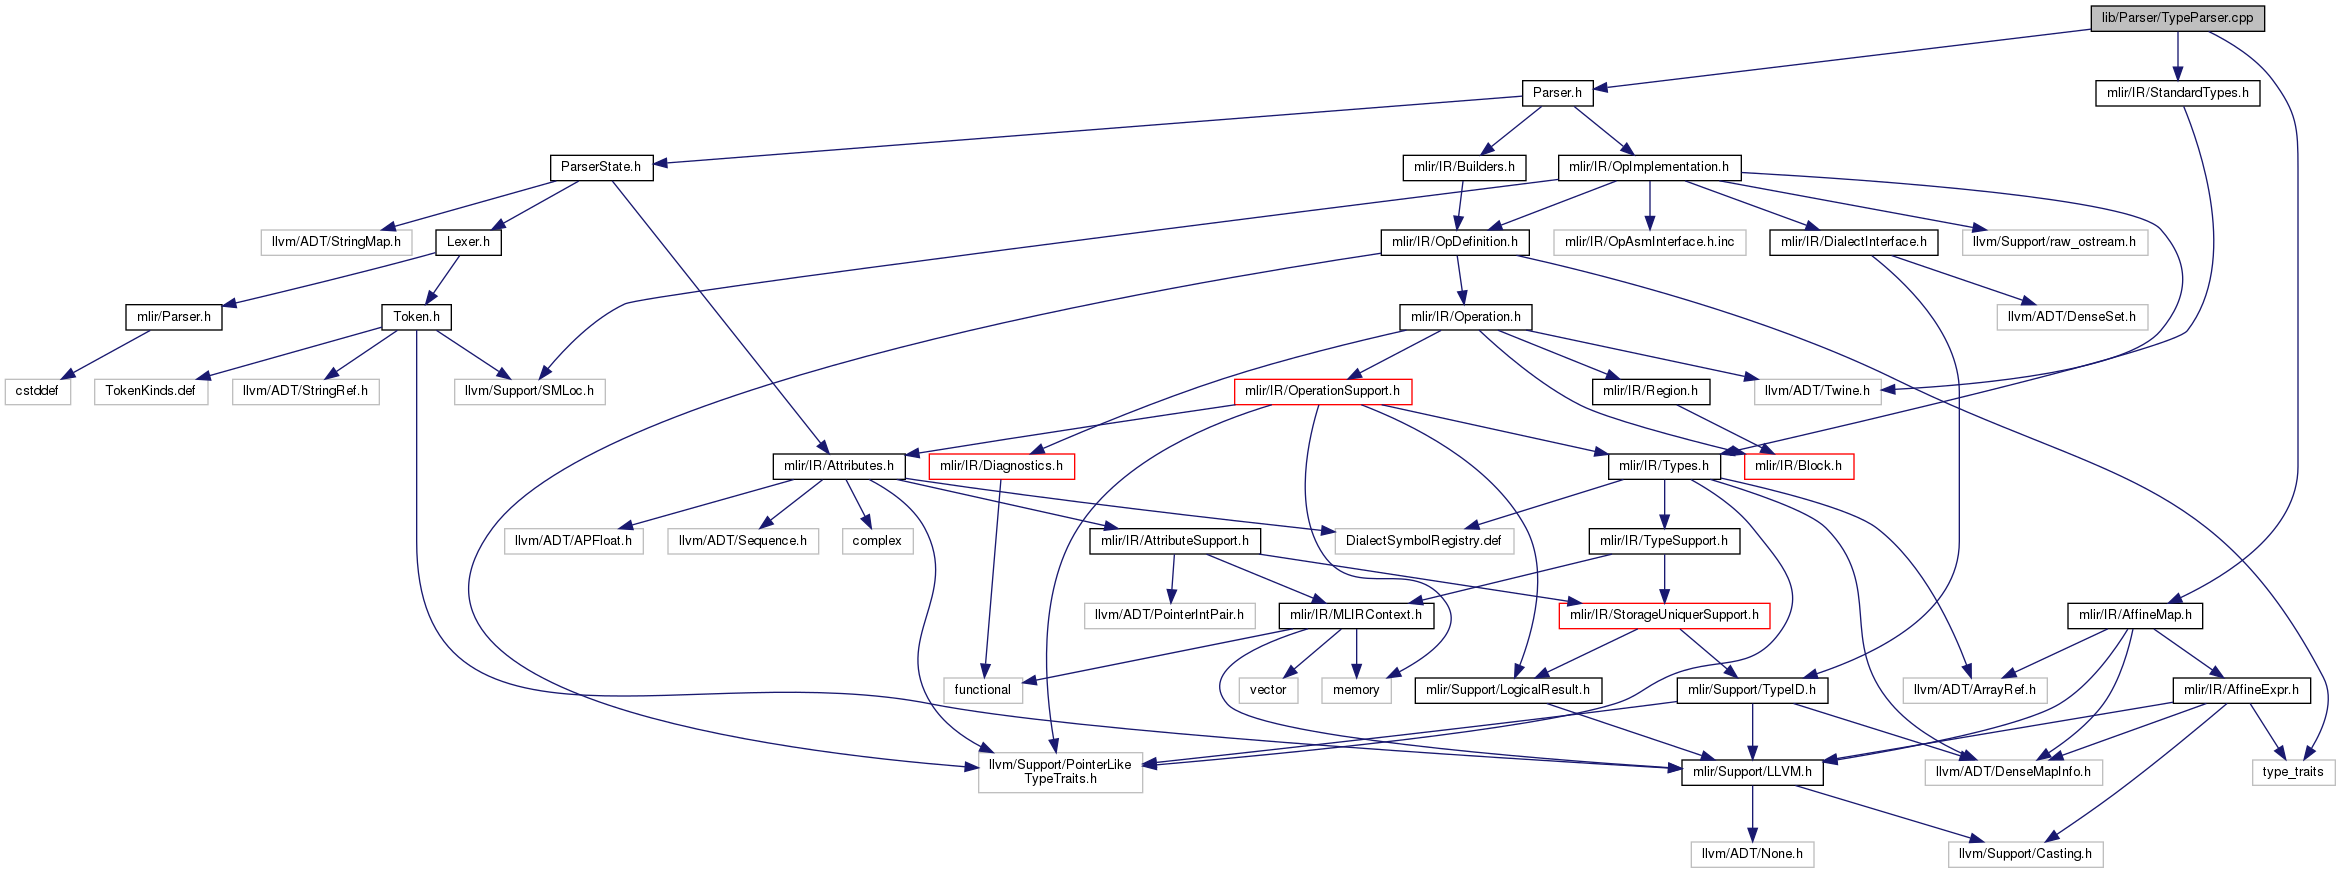 lib/Parser/TypeParser.cpp
Parser.h
mlir/IR/StandardTypes.h
ParserState.h
mlir/IR/Builders.h
mlir/IR/OpImplementation.h
llvm/ADT/StringMap.h
Lexer.h
mlir/IR/OpDefinition.h
mlir/IR/OpAsmInterface.h.inc
mlir/IR/DialectInterface.h
llvm/Support/raw_ostream.h
mlir/Parser.h
Token.h
mlir/IR/Operation.h
llvm/ADT/DenseSet.h
cstddef
TokenKinds.def
llvm/ADT/StringRef.h
llvm/Support/SMLoc.h
mlir/IR/OperationSupport.h
mlir/IR/Region.h
llvm/ADT/Twine.h
mlir/IR/Attributes.h
mlir/IR/Diagnostics.h
mlir/IR/Types.h
mlir/IR/Block.h
llvm/ADT/APFloat.h
llvm/ADT/Sequence.h
complex
mlir/IR/AttributeSupport.h
DialectSymbolRegistry.def
mlir/IR/TypeSupport.h
llvm/ADT/PointerIntPair.h
mlir/IR/MLIRContext.h
mlir/IR/StorageUniquerSupport.h
mlir/IR/AffineMap.h
functional
vector
memory
mlir/Support/LogicalResult.h
mlir/Support/TypeID.h
llvm/ADT/ArrayRef.h
mlir/IR/AffineExpr.h
llvm/Support/PointerLike
TypeTraits.h
mlir/Support/LLVM.h
llvm/ADT/DenseMapInfo.h
type_traits
llvm/ADT/None.h
llvm/Support/Casting.h